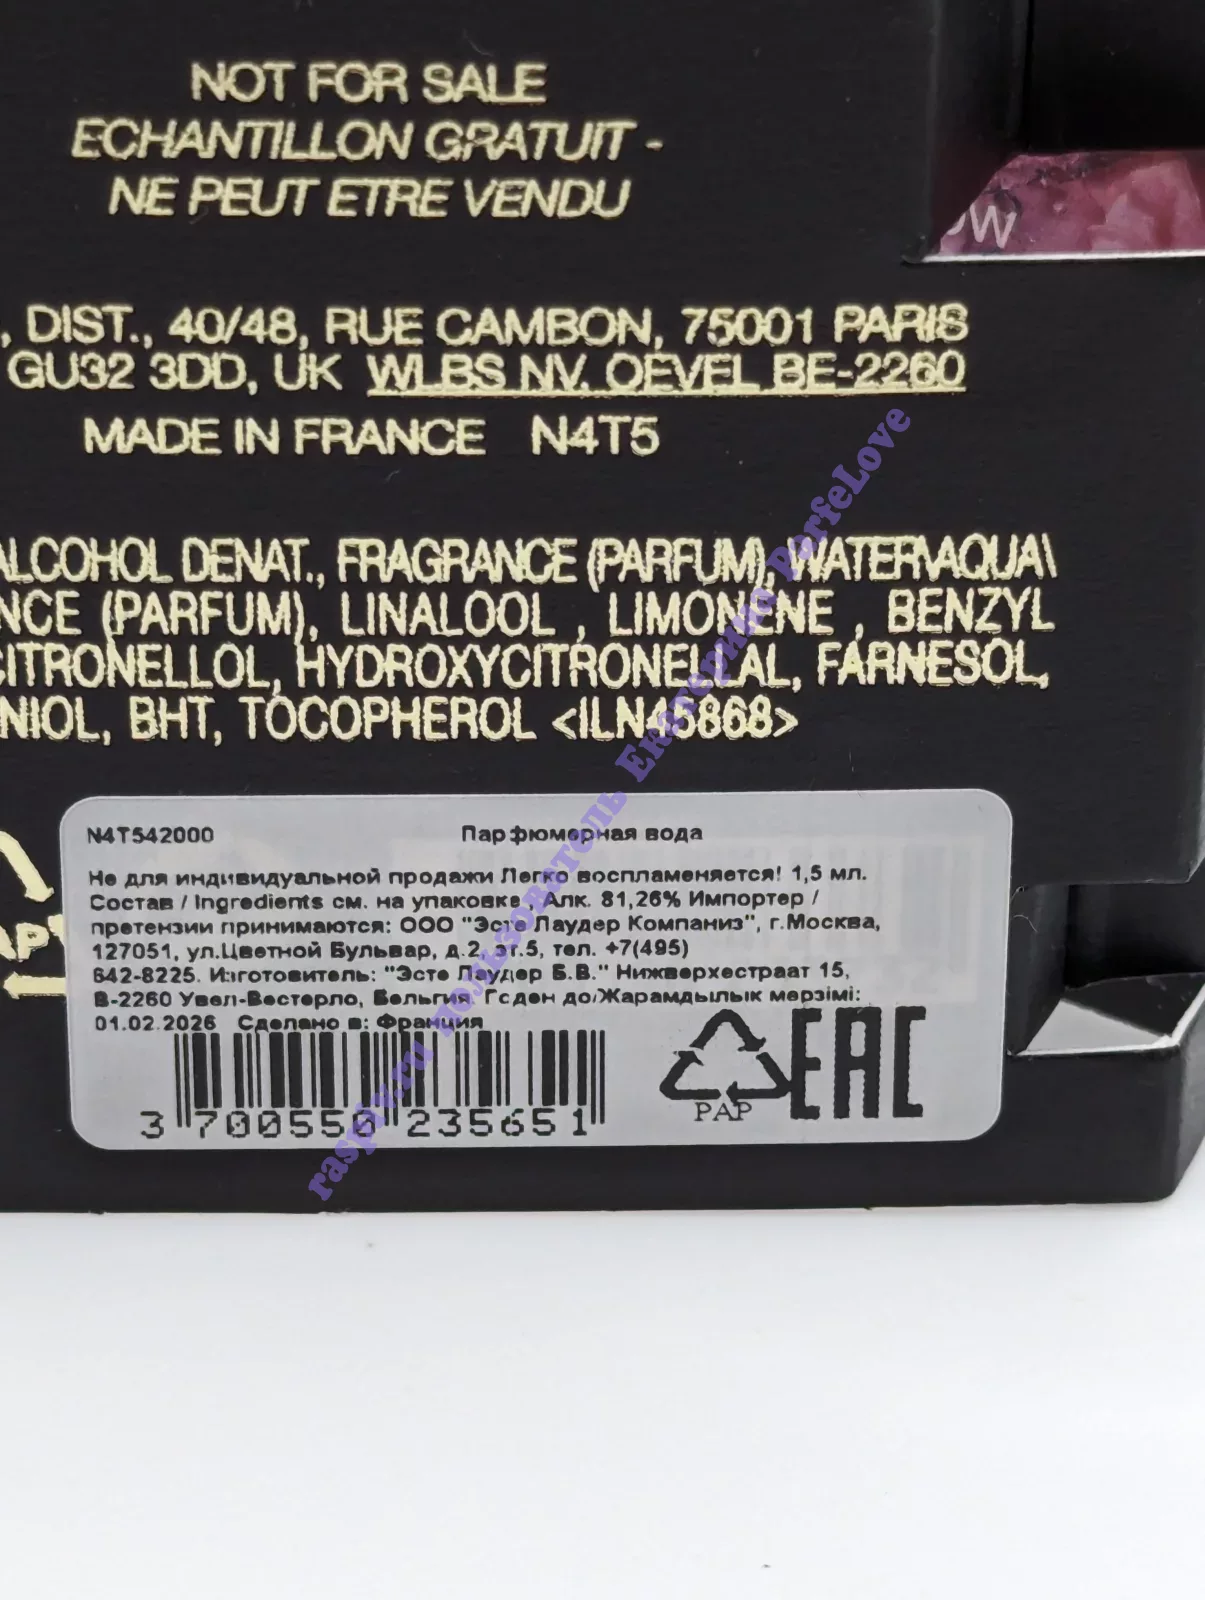 NOT FOR SALE
ECHANTILLON GRATUIT -
NE PEUT ETRE VENDU
OW
, DIST., 40/48, RUE CAMBON, 75001 PARIS
GU32 3DD, UK WLBS NV. OEVEL BE-2260
MADE IN FRANCE N4T5
ALCOHOL DENAT., FRAGRANCE (PARFUM), WATER\AQUA\
NCE (PARFUM), LINALOOL , LIMONENE , BENZYL
CITRONELLOL, HYDROXYCITRONELLAL, FARNESOL,
NIOL, BHT, TOCOPHEROL <ILN45868>
N4T542000 Парфюмерная вода
Не для индивидуальной продажи Легко воспламеняется! 1,5 мл.
Состав / Ingredients см. на упаковке, Алк. 81,26% Импортер /
претензии принимаются: ООО "Эсте Лаудер Компаниз", г.Москва,
127051, ул.Цветной Бульвар, д.2, эт.5, тел. +7(495)
642-8225. Изготовитель: "Эсте Лаудер Б.В." Нижверхестраат 15,
В-2260 Увел-Вестерло, Бельгия. Годен до/Жарамдылык мерзімі:
01.02.2026 Сделано в: Франция
3 700550 235651
PAP
EAC
AP
raspiv.ru пользователь Екатерина PerfeLove